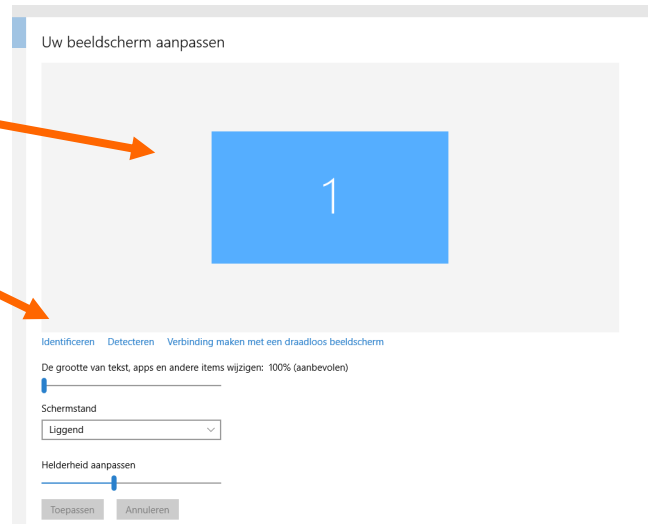 Uw beeldscherm aanpassen
1
Identificeren Detecteren Verbinding maken met een draadloos beeldscherm
De grootte van tekst, apps en andere items wijzigen: 100% (aanbevolen)
Schermstand
Liggend
Helderheid aanpassen
Toepassen Annuleren